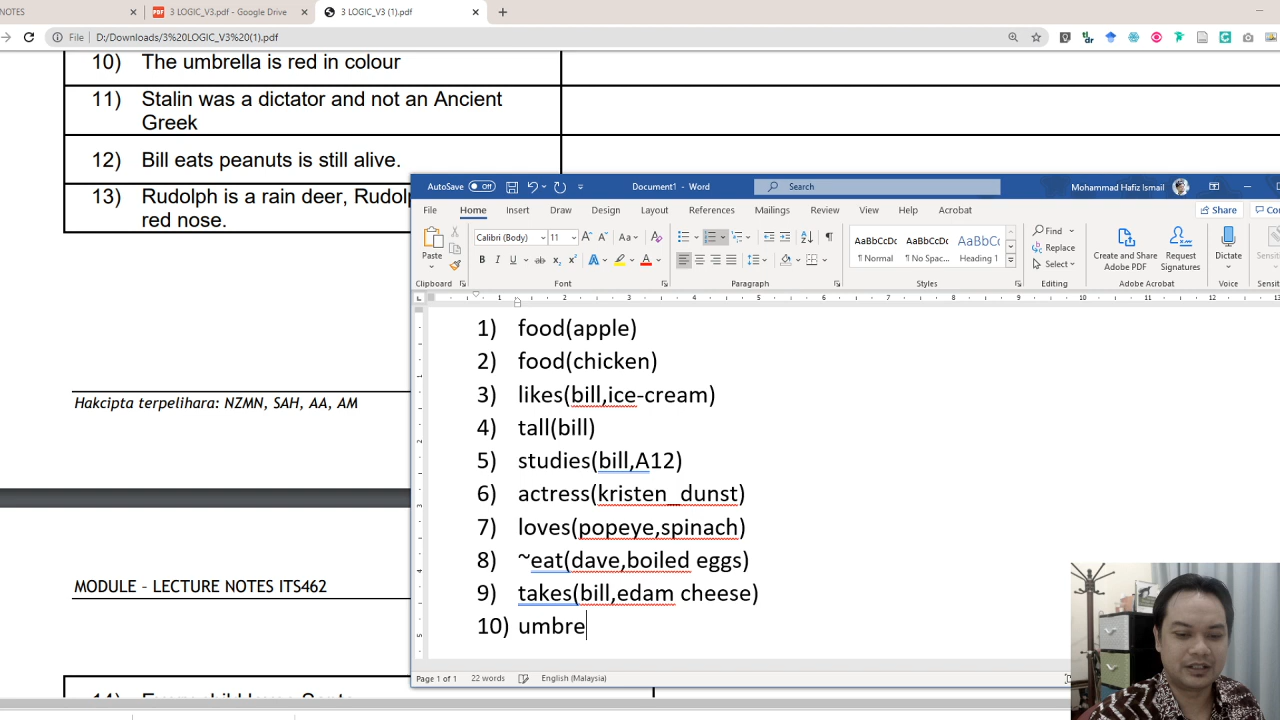 NOTES
3 LOGIC_V3.pdf - Google Drive
3 LOGIC_V3 (1).pdf
File
D:/Downloads/3%20LOGIC_V3%20(1).pdf
10) The umbrella is red in colour
11) Stalin was a dictator and not an Ancient
Greek
12) Bill eats peanuts is still alive.
13) Rudolph is a rain deer, Rudolp
red nose.
Hakcipta terpelihara: NZMN, SAH, AA, AM
MODULE – LECTURE NOTES ITS462
AutoSave Off
Document1 - Word
Search
Mohammad Hafiz Ismail
File Home Insert Draw Design Layout References Mailings Review View Help Acrobat
Share
Paste
Calibri (Body) 11
AaBbCcDc AaBbCcDc AaBbCc
¶ Normal ¶ No Spac... Heading 1
Find
Replace
Select
Create and Share
Adobe PDF
Request
Signatures
Dictate
Clipboard Font Paragraph Styles Editing Adobe Acrobat Voice
1) food(apple)
2) food(chicken)
3) likes(bill,ice-cream)
4) tall(bill)
5) studies(bill,A12)
6) actress(kristen_dunst)
7) loves(popeye,spinach)
8) ~eat(dave,boiled eggs)
9) takes(bill,edam cheese)
10) umbre
Page 1 of 1 22 words English (Malaysia)